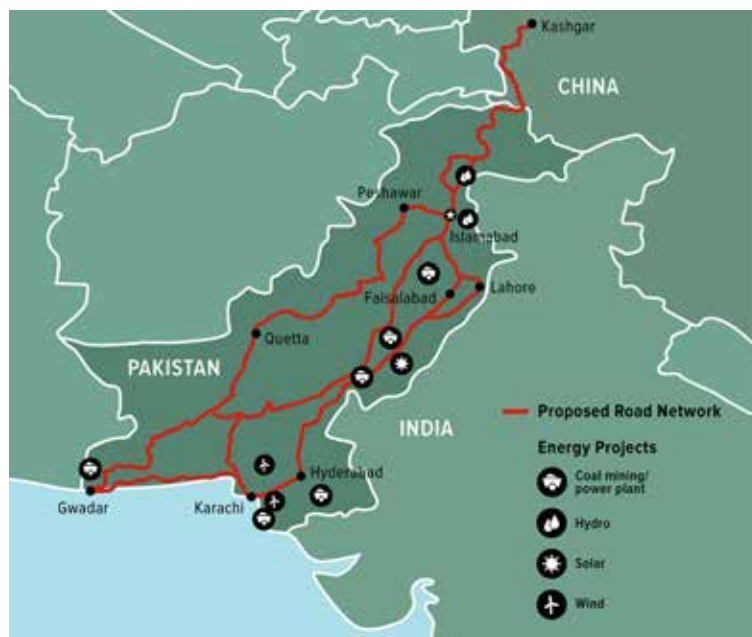 Kashgar
CHINA
Peshawar
Islamabad
Faisalabad
Lahore
Quetta
PAKISTAN
INDIA
Proposed Road Network
Energy Projects
Coal mining/
power plant
Hydro
Solar
Wind
Hyderabad
Gwadar
Karachi